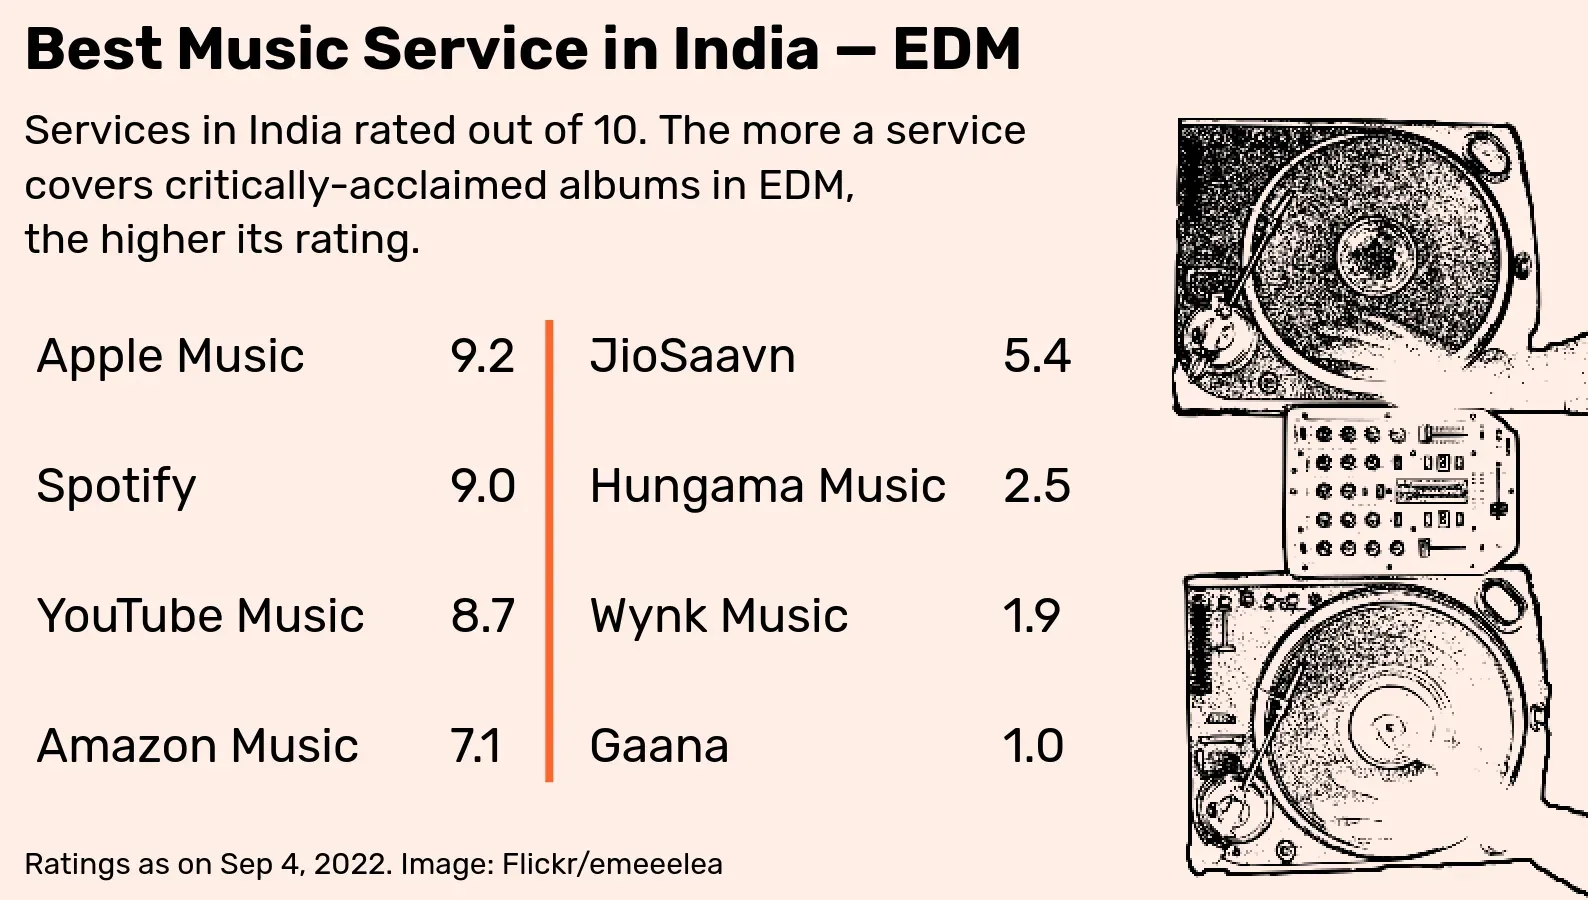 Best Music Service in India — EDM
Services in India rated out of 10. The more a service
covers critically-acclaimed albums in EDM,
the higher its rating.
Apple Music 9.2
Spotify 9.0
YouTube Music 8.7
Amazon Music 7.1
JioSaavn 5.4
Hungama Music 2.5
Wynk Music 1.9
Gaana 1.0
Ratings as on Sep 4, 2022. Image: Flickr/emeeelea